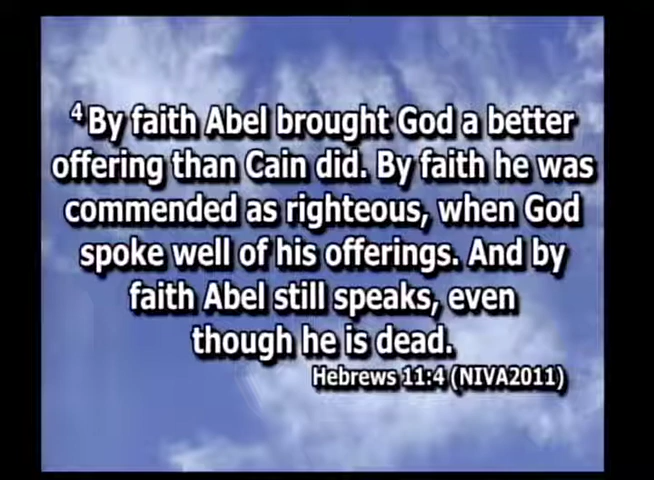 4 By faith Abel brought God a better
offering than Cain did. By faith he was
commended as righteous, when God
spoke well of his offerings. And by
faith Abel still speaks, even
though he is dead.
Hebrews 11:4 (NIVA2011)